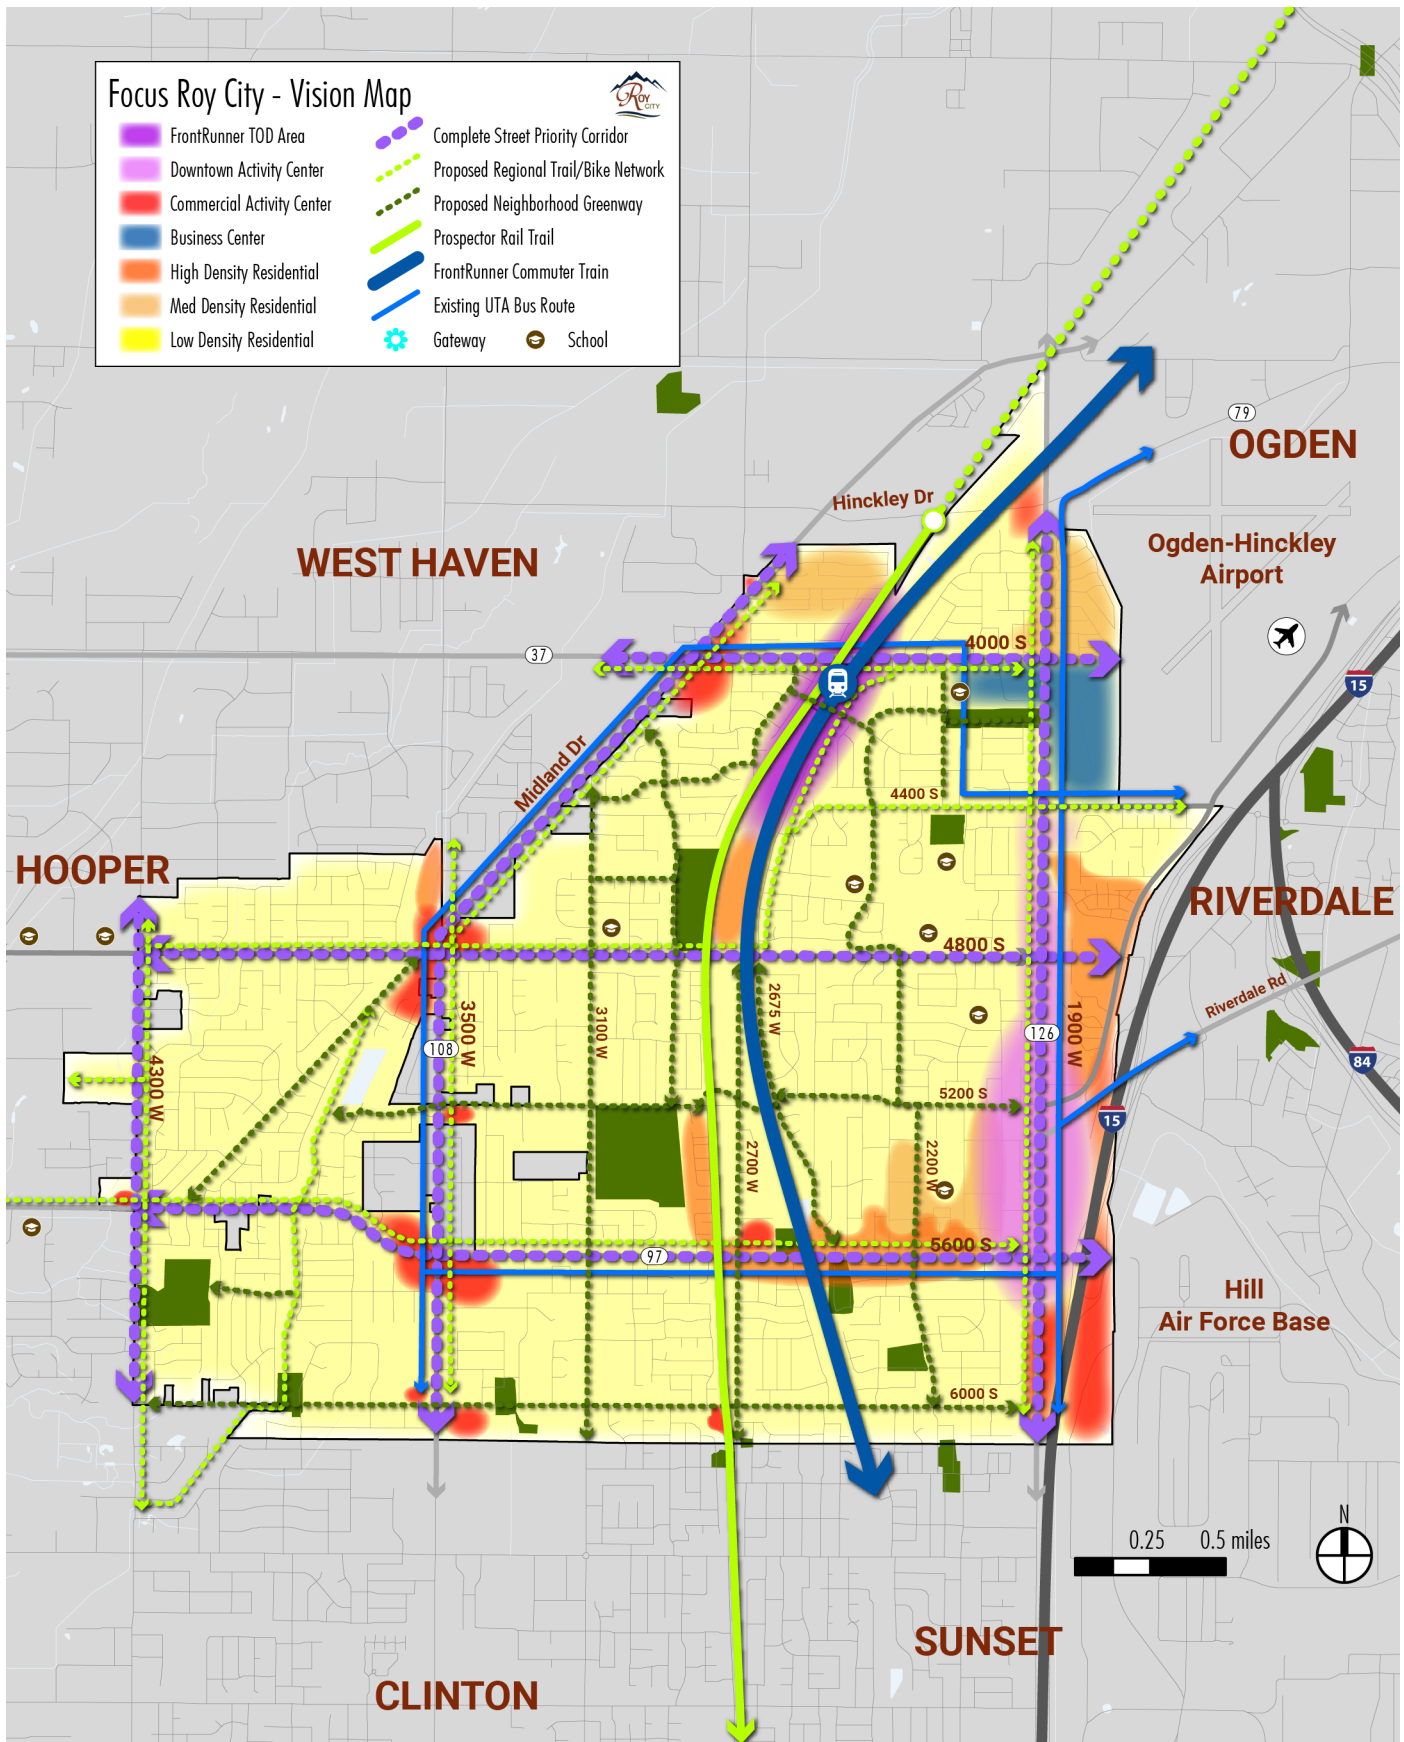 Focus Roy City - Vision Map
ROY
CITY
FrontRunner TOD Area
Downtown Activity Center
Commercial Activity Center
Business Center
High Density Residential
Med Density Residential
Low Density Residential
Complete Street Priority Corridor
Proposed Regional Trail/Bike Network
Proposed Neighborhood Greenway
Prospector Rail Trail
FrontRunner Commuter Train
Existing UTA Bus Route
Gateway
School
79
OGDEN
Hinckley Dr
WEST HAVEN
Ogden-Hinckley
Airport
4000 S
37
15
Midland Dr
4400 S
HOOPER
RIVERDALE
4800 S
Riverdale Rd
2675 W
3100 W
3500 W
1900 W
126
108
84
4300 W
5200 S
15
2700 W
2200 W
5600 S
97
Hill
Air Force Base
6000 S
N
0.25
0.5 miles
SUNSET
CLINTON